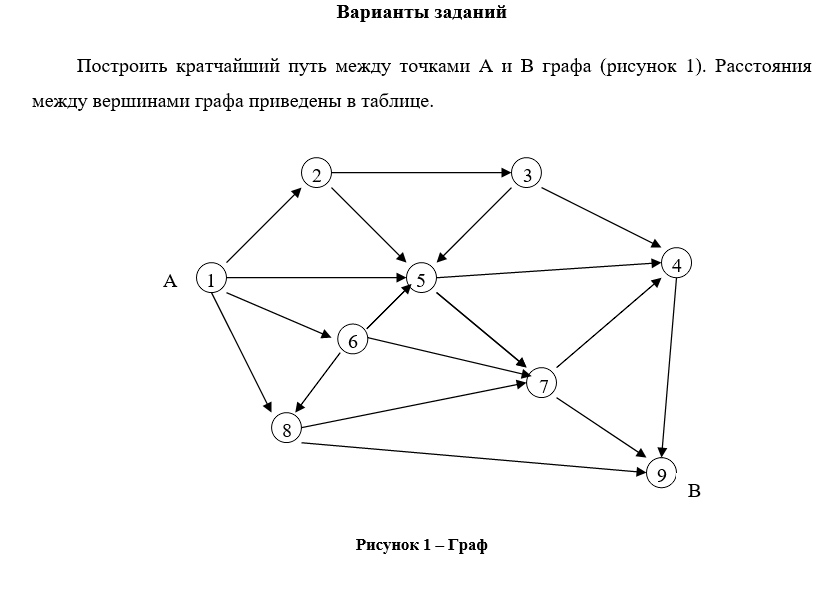 Варианты заданий
Построить кратчайший путь между точками А и В графа (рисунок 1). Расстояния
между вершинами графа приведены в таблице.
2
3
4
А
1
5
6
7
8
9
В
Рисунок 1 – Граф